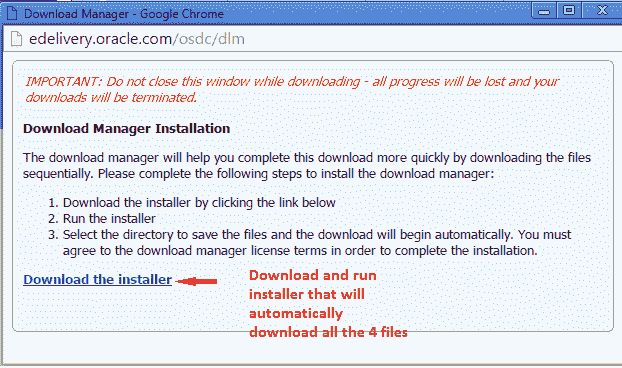 Download Manager - Google Chrome
edelivery.oracle.com/osdc/dlm
IMPORTANT: Do not close this window while downloading - all progress will be lost and your
downloads will be terminated.
Download Manager Installation
The download manager will help you complete this download more quickly by downloading the files
sequentially. Please complete the following steps to install the download manager:
1. Download the installer by clicking the link below
2. Run the installer
3. Select the directory to save the files and the download will begin automatically. You must
agree to the download manager license terms in order to complete the installation.
Download the installer
Download and run
installer that will
automatically
download all the 4 files